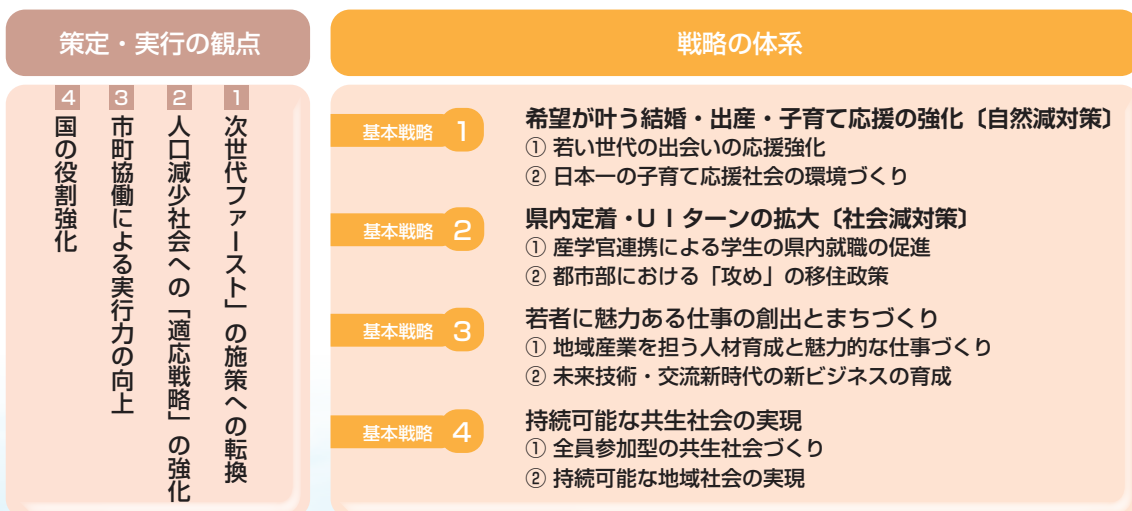 策定・実行の観点
1 次世代ファースト」の施策への転換
2 人口減少社会への「適応戦略」の強化
3 市町協働による実行力の向上
4 国の役割強化
戦略の体系
基本戦略 1
希望が叶う結婚・出産・子育て応援の強化〔自然減対策〕
① 若い世代の出会いの応援強化
② 日本一の子育て応援社会の環境づくり
基本戦略 2
県内定着・UIターンの拡大〔社会減対策〕
① 産学官連携による学生の県内就職の促進
② 都市部における「攻め」の移住政策
基本戦略 3
若者に魅力ある仕事の創出とまちづくり
① 地域産業を担う人材育成と魅力的な仕事づくり
② 未来技術・交流新時代の新ビジネスの育成
基本戦略 4
持続可能な共生社会の実現
① 全員参加型の共生社会づくり
② 持続可能な地域社会の実現